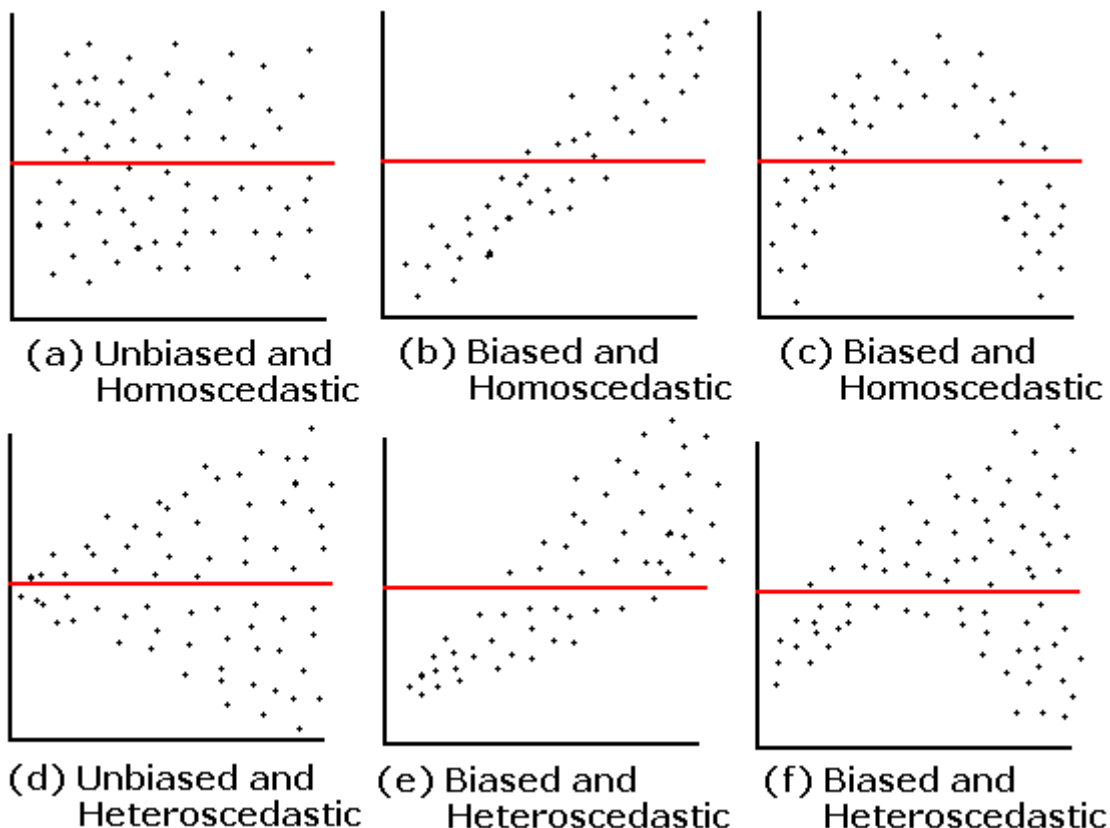 (a) Unbiased and
Homoscedastic
(b) Biased and
Homoscedastic
(c) Biased and
Homoscedastic
(d) Unbiased and
Heteroscedastic
(e) Biased and
Heteroscedastic
(f) Biased and
Heteroscedastic